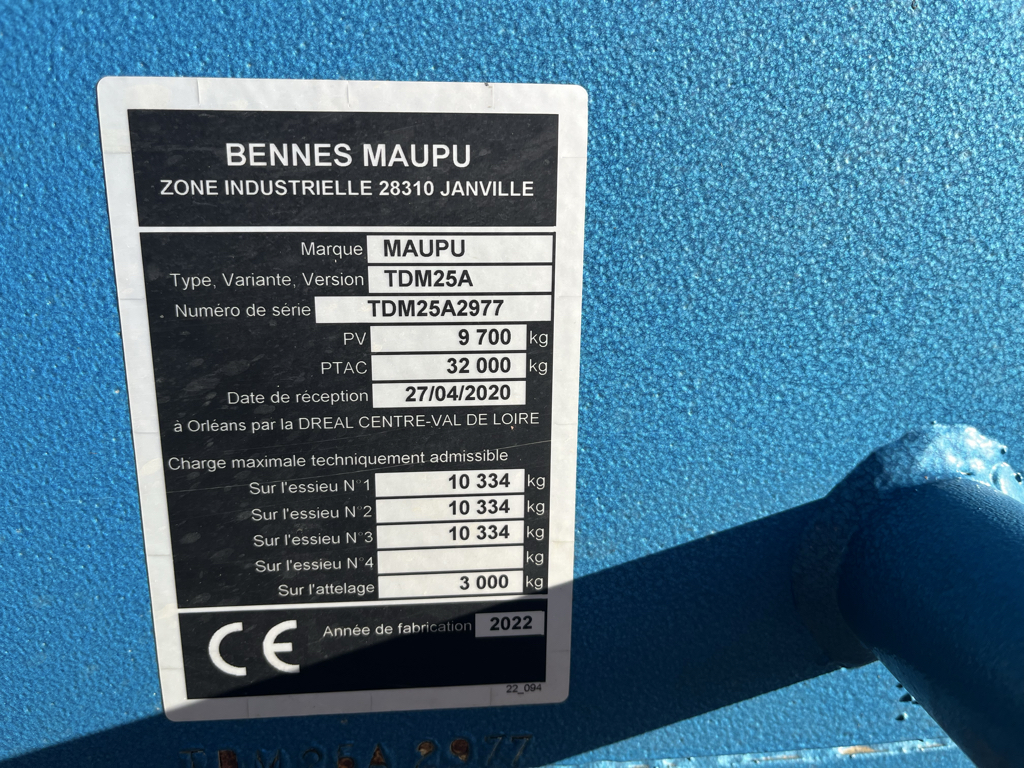 BENNES MAUPU
ZONE INDUSTRIELLE 28310 JANVILLE
Marque MAUPU
Type, Variante, Version TDM25A
Numéro de série TDM25A2977
PV 9 700 kg
PTAC 32 000 kg
Date de réception 27/04/2020
à Orléans par la DREAL CENTRE-VAL DE LOIRE
Charge maximale techniquement admissible
Sur l'essieu N°1 10 334 kg
Sur l'essieu N°2 10 334 kg
Sur l'essieu N°3 10 334 kg
Sur l'essieu N°4 kg
Sur l'attelage 3 000 kg
CE Année de fabrication 2022
22_094
TDM25A2977